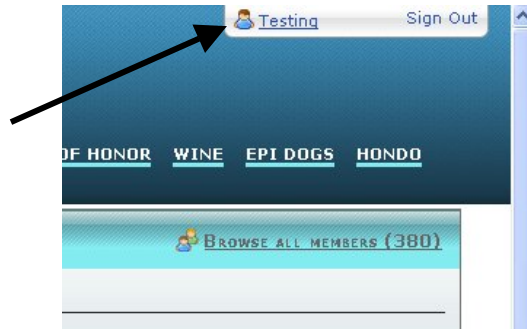 Testing Sign Out
OF HONOR WINE EPI DOGS HONDO
BROWSE ALL MEMBERS (380)